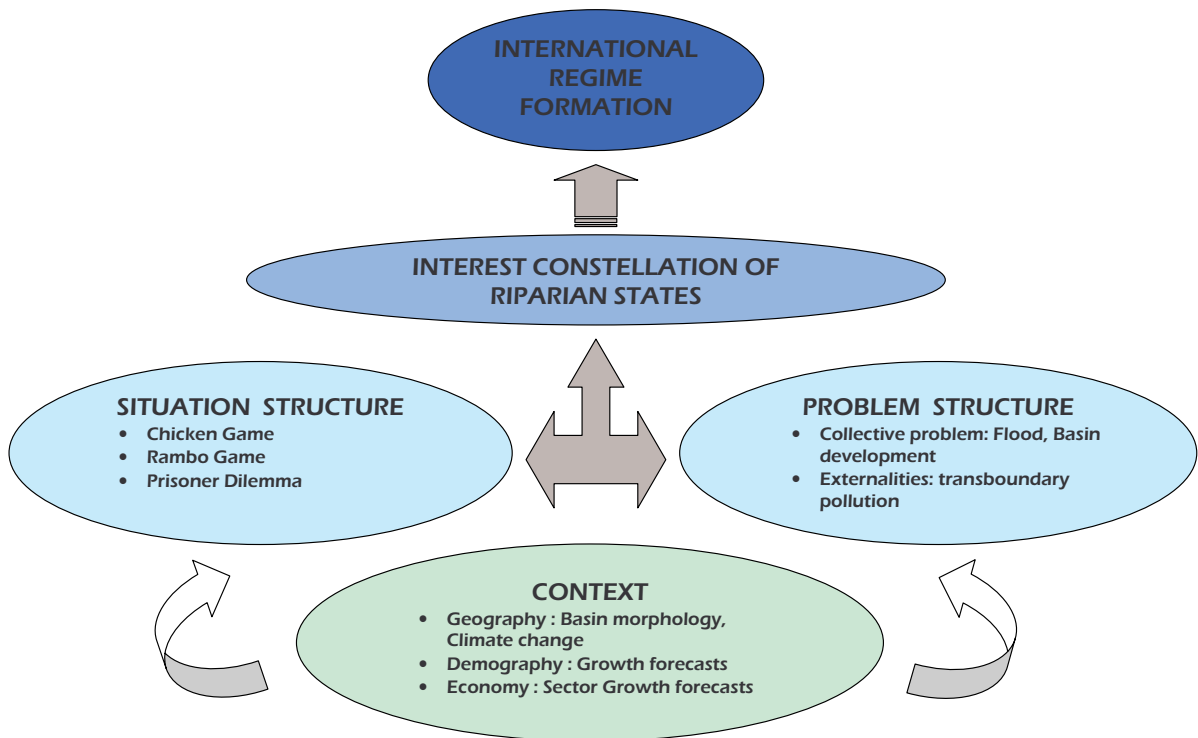 INTERNATIONAL
REGIME
FORMATION
INTEREST CONSTELLATION OF
RIPARIAN STATES
SITUATION STRUCTURE
• Chicken Game
• Rambo Game
• Prisoner Dilemma
PROBLEM STRUCTURE
• Collective problem: Flood, Basin
development
• Externalities: transboundary
pollution
CONTEXT
• Geography : Basin morphology,
Climate change
• Demography : Growth forecasts
• Economy : Sector Growth forecasts